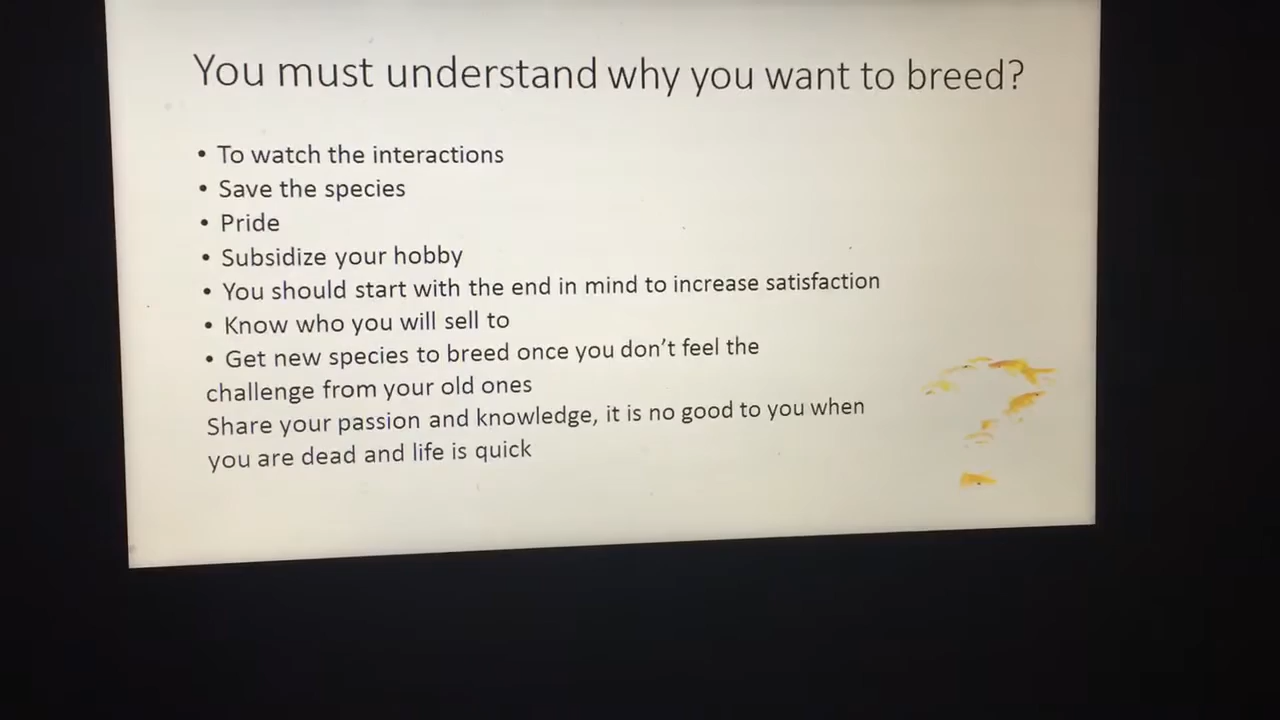 You must understand why you want to breed?
• To watch the interactions
• Save the species
• Pride
• Subsidize your hobby
• You should start with the end in mind to increase satisfaction
• Know who you will sell to
• Get new species to breed once you don’t feel the
challenge from your old ones
Share your passion and knowledge, it is no good to you when
you are dead and life is quick